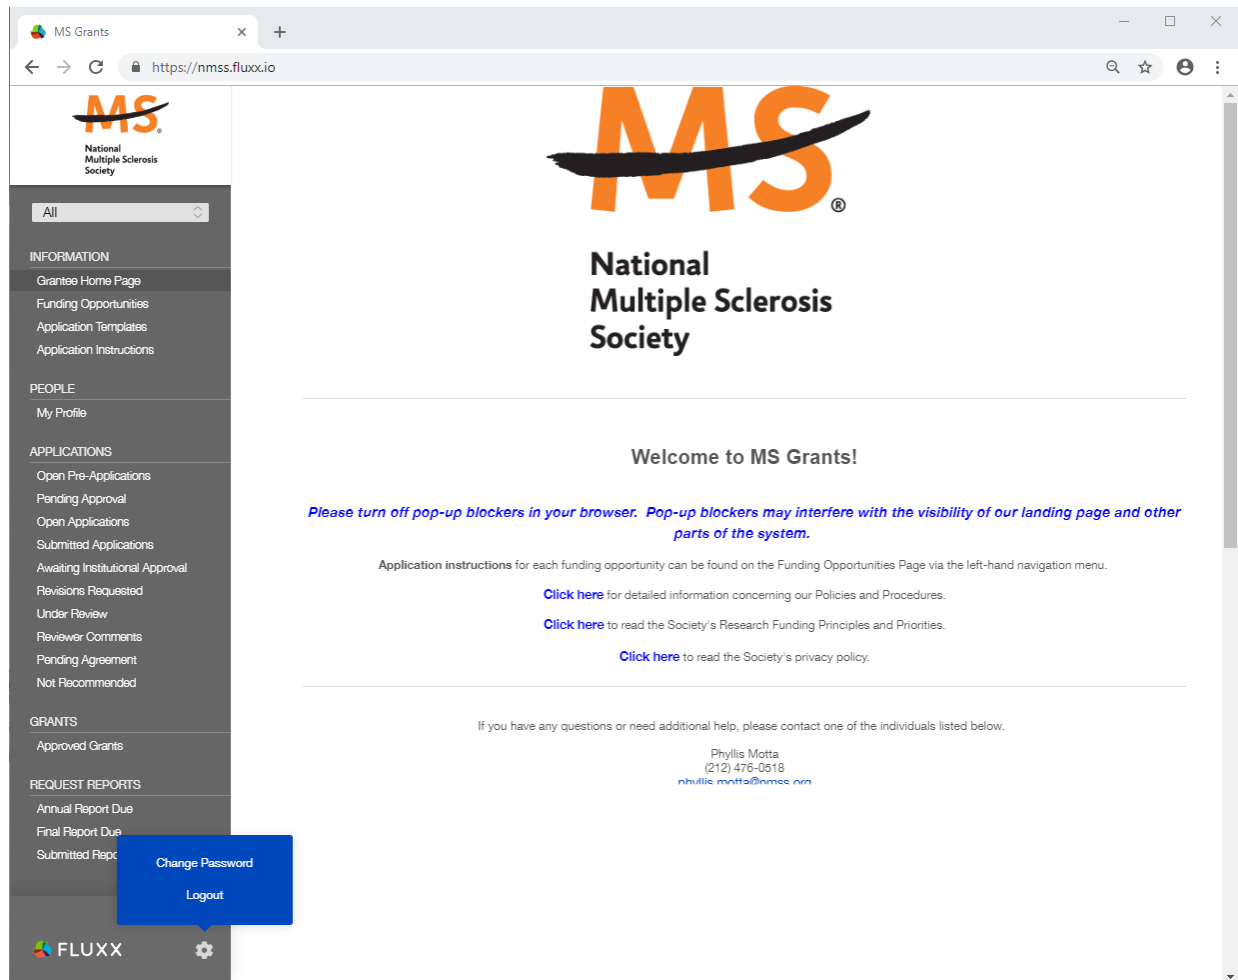 MS Grants
https://nmss.fluxx.io
MS®
National
Multiple Sclerosis
Society
All
INFORMATION
Grantee Home Page
Funding Opportunities
Application Templates
Application Instructions
PEOPLE
My Profile
APPLICATIONS
Open Pre-Applications
Pending Approval
Open Applications
Submitted Applications
Awaiting Institutional Approval
Revisions Requested
Under Review
Reviewer Comments
Pending Agreement
Not Recommended
GRANTS
Approved Grants
REQUEST REPORTS
Annual Report Due
Final Report Due
Submitted Repo
Change Password
Logout
FLUXX
MS®
National
Multiple Sclerosis
Society
Welcome to MS Grants!
Please turn off pop-up blockers in your browser.  Pop-up blockers may interfere with the visibility of our landing page and other
parts of the system.
Application instructions for each funding opportunity can be found on the Funding Opportunities Page via the left-hand navigation menu.
Click here for detailed information concerning our Policies and Procedures.
Click here to read the Society's Research Funding Principles and Priorities.
Click here to read the Society's privacy policy.
If you have any questions or need additional help, please contact one of the individuals listed below.
Phyllis Motta
(212) 476-0518
phyllis.motta@nmss.org